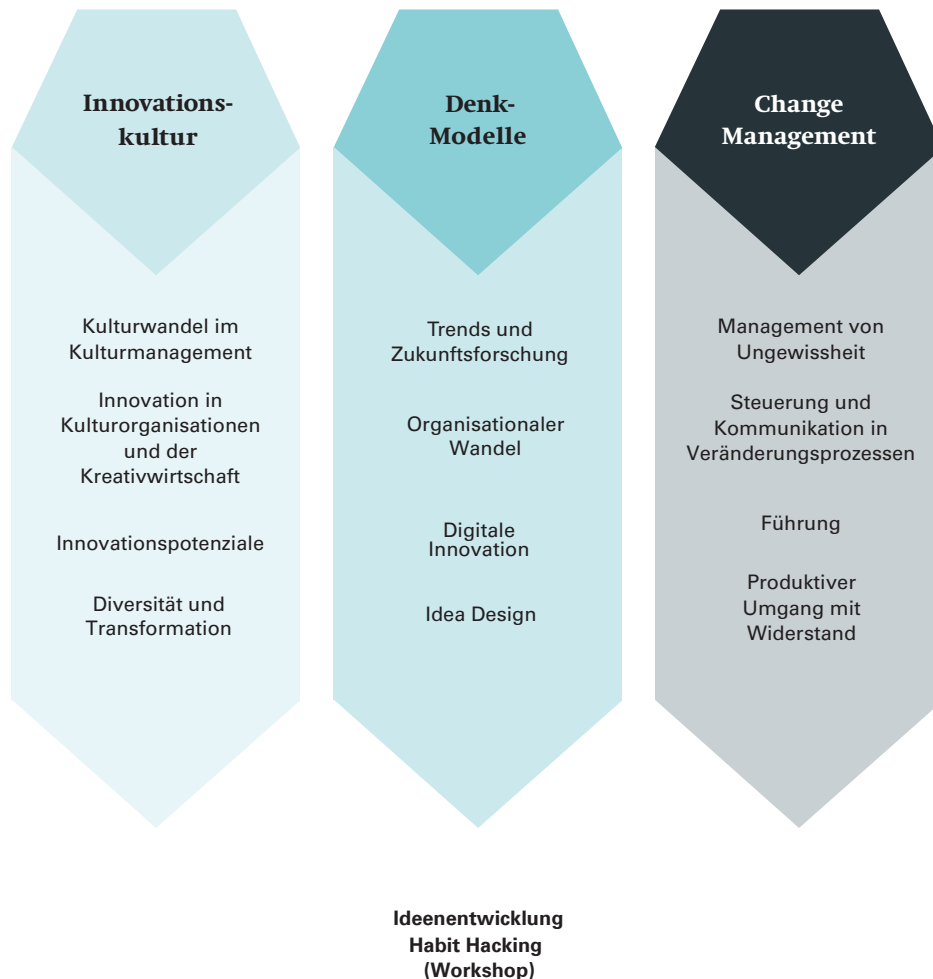 Innovations-
kultur
Kulturwandel im
Kulturmanagement
Innovation in
Kulturorganisationen
und der
Kreativwirtschaft
Innovationspotenziale
Diversität und
Transformation
Denk-
Modelle
Trends und
Zukunftsforschung
Organisationaler
Wandel
Digitale
Innovation
Idea Design
Change
Management
Management von
Ungewissheit
Steuerung und
Kommunikation in
Veränderungsprozessen
Führung
Produktiver
Umgang mit
Widerstand
Ideenentwicklung
Habit Hacking
(Workshop)